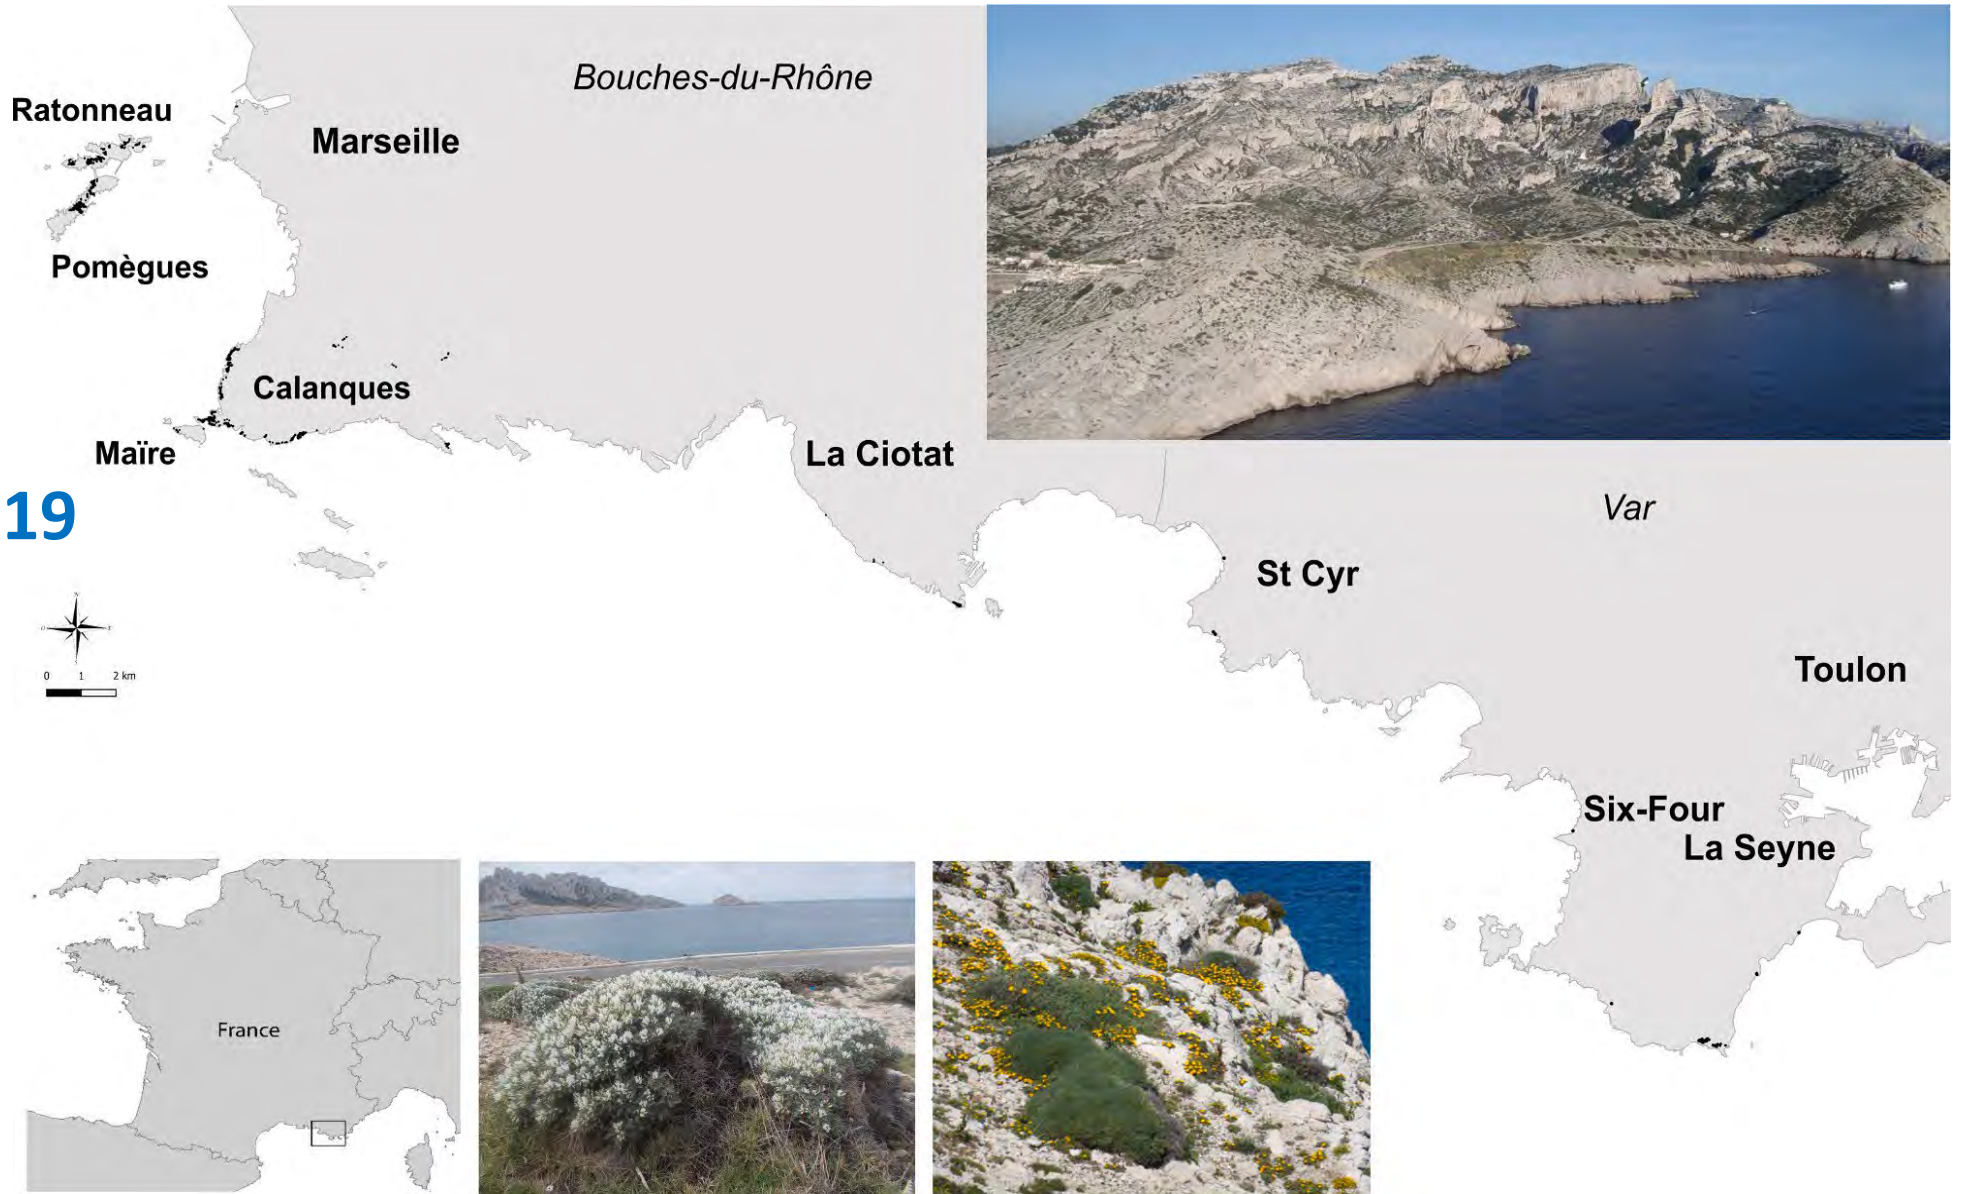 Bouches-du-Rhône
Ratonneau
Marseille
Pomègues
Calanques
Maïre
La Ciotat
19
Var
St Cyr
N
O
E
S
0 1 2 km
Toulon
Six-Four
La Seyne
France